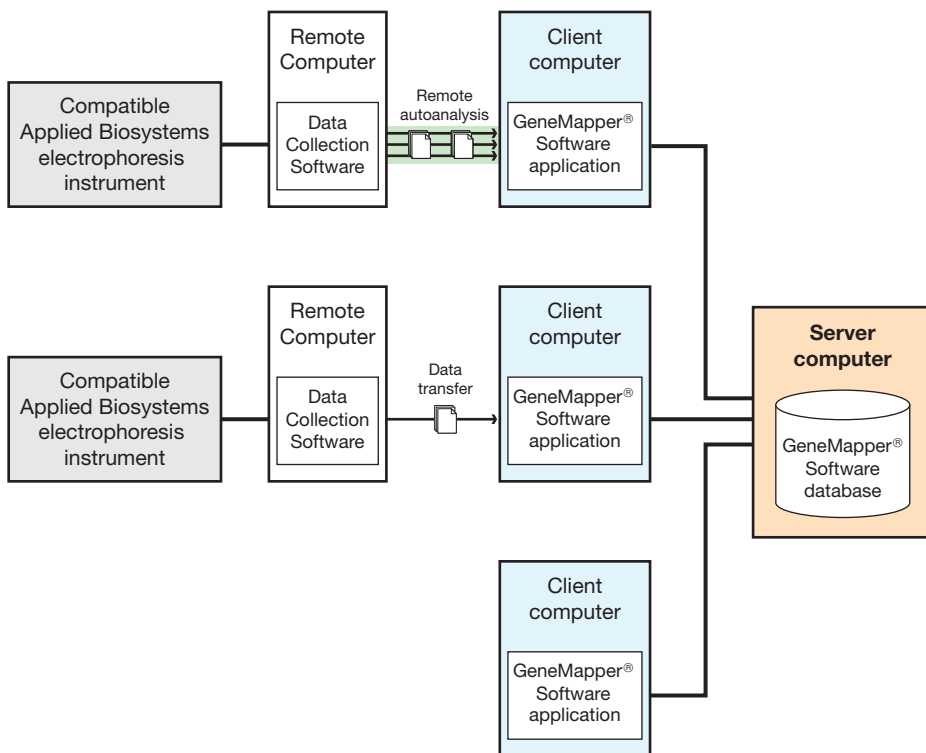 Compatible
Applied Biosystems
electrophoresis
instrument
Remote
Computer
Data
Collection
Software
Remote
autoanalysis
Client
computer
GeneMapper®
Software
application
Compatible
Applied Biosystems
electrophoresis
instrument
Remote
Computer
Data
Collection
Software
Data
transfer
Client
computer
GeneMapper®
Software
application
Server
computer
GeneMapper®
Software
database
Client
computer
GeneMapper®
Software
application